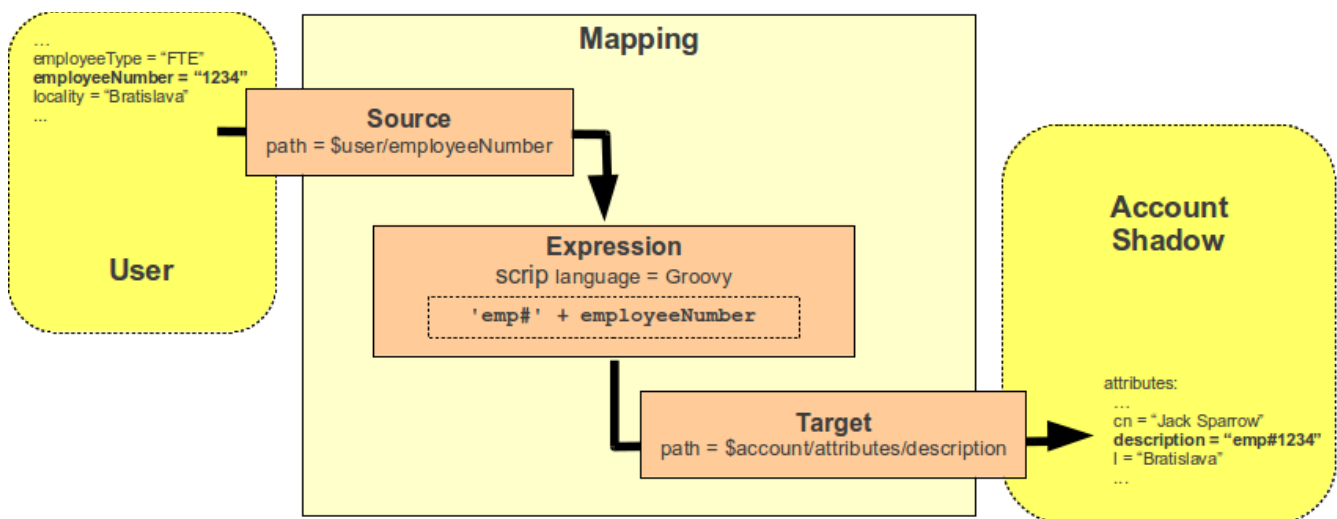 ...
employeeType = “FTE”
employeeNumber = “1234”
locality = “Bratislava”
...
User
Mapping
Source
path = $user/employeeNumber
Expression
scrip language = Groovy
'emp#' + employeeNumber
Target
path = $account/attributes/description
Account
Shadow
attributes:
...
cn = “Jack Sparrow”
description = “emp#1234”
l = “Bratislava”
...